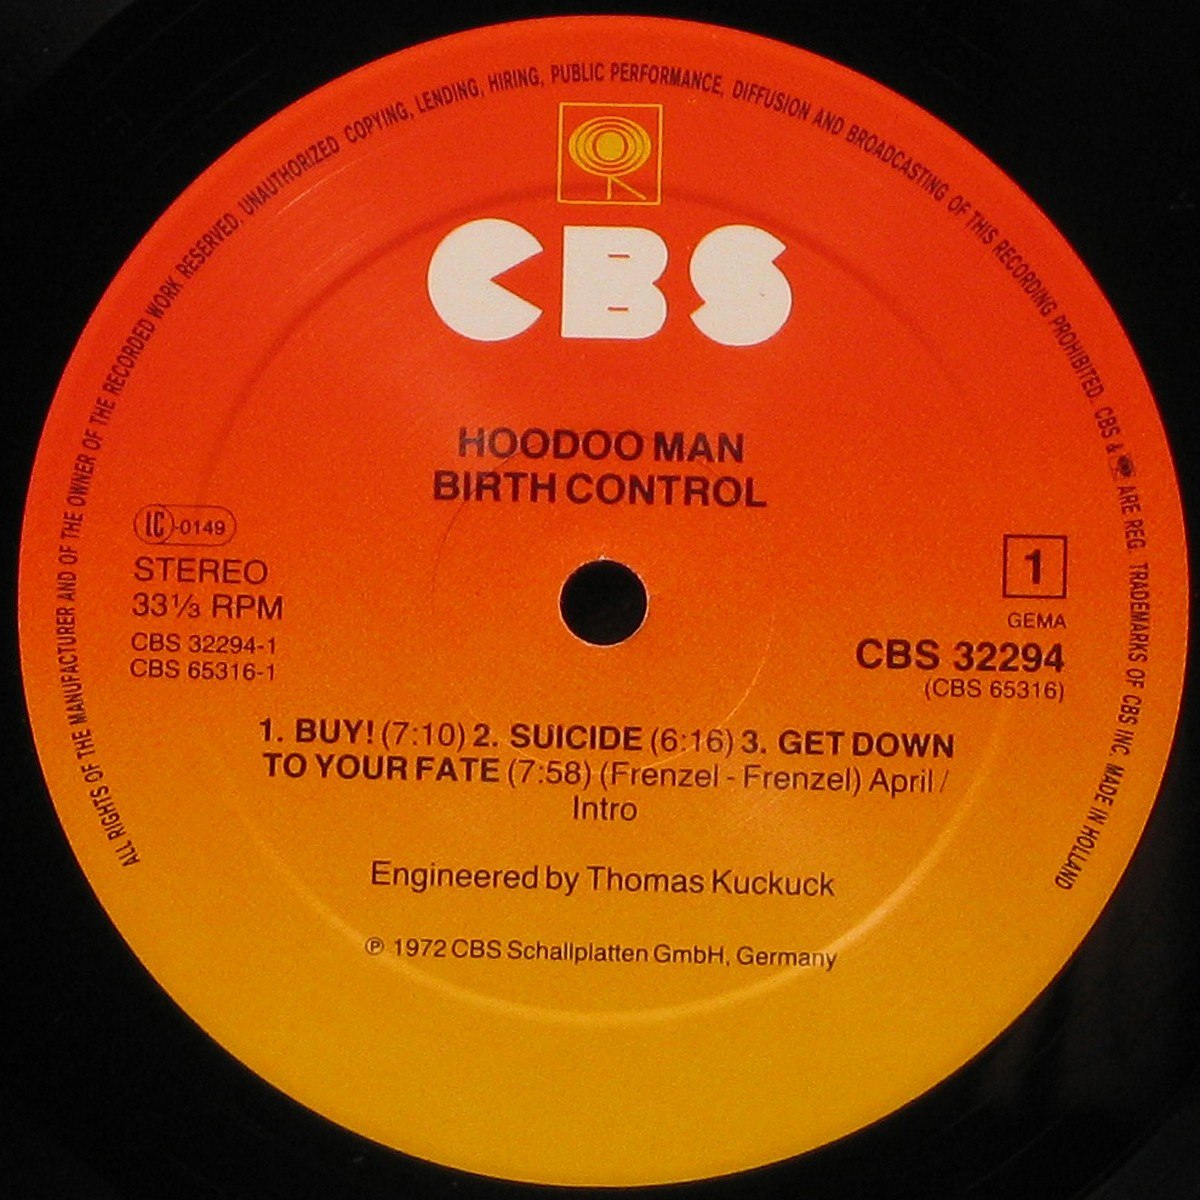 ALL RIGHTS OF THE MANUFACTURER AND OF THE OWNER OF THE RECORDED WORK RESERVED. UNAUTHORIZED COPYING, LENDING, HIRING, PUBLIC PERFORMANCE, DIFFUSION AND BROADCASTING OF THIS RECORDING PROHIBITED. CBS & ARE REG. TRADEMARKS OF CBS INC. MADE IN HOLLAND
CBS
HOODOO MAN
BIRTH CONTROL
LC-0149
STEREO
33⅓ RPM
CBS 32294-1
CBS 65316-1
1
GEMA
CBS 32294
(CBS 65316)
1. BUY! (7:10) 2. SUICIDE (6:16) 3. GET DOWN
TO YOUR FATE (7:58) (Frenzel - Frenzel) April /
Intro
Engineered by Thomas Kuckuck
℗ 1972 CBS Schallplatten GmbH, Germany